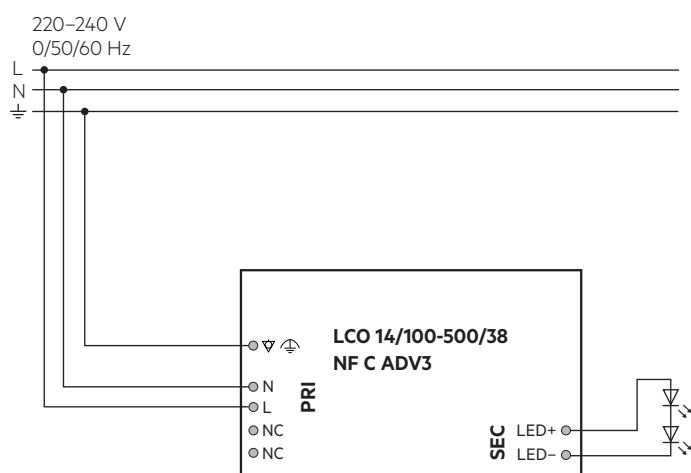 220–240 V
0/50/60 Hz
L
N
LCO 14/100-500/38
NF C ADV3
PRI
N
L
NC
NC
SEC
LED+
LED–